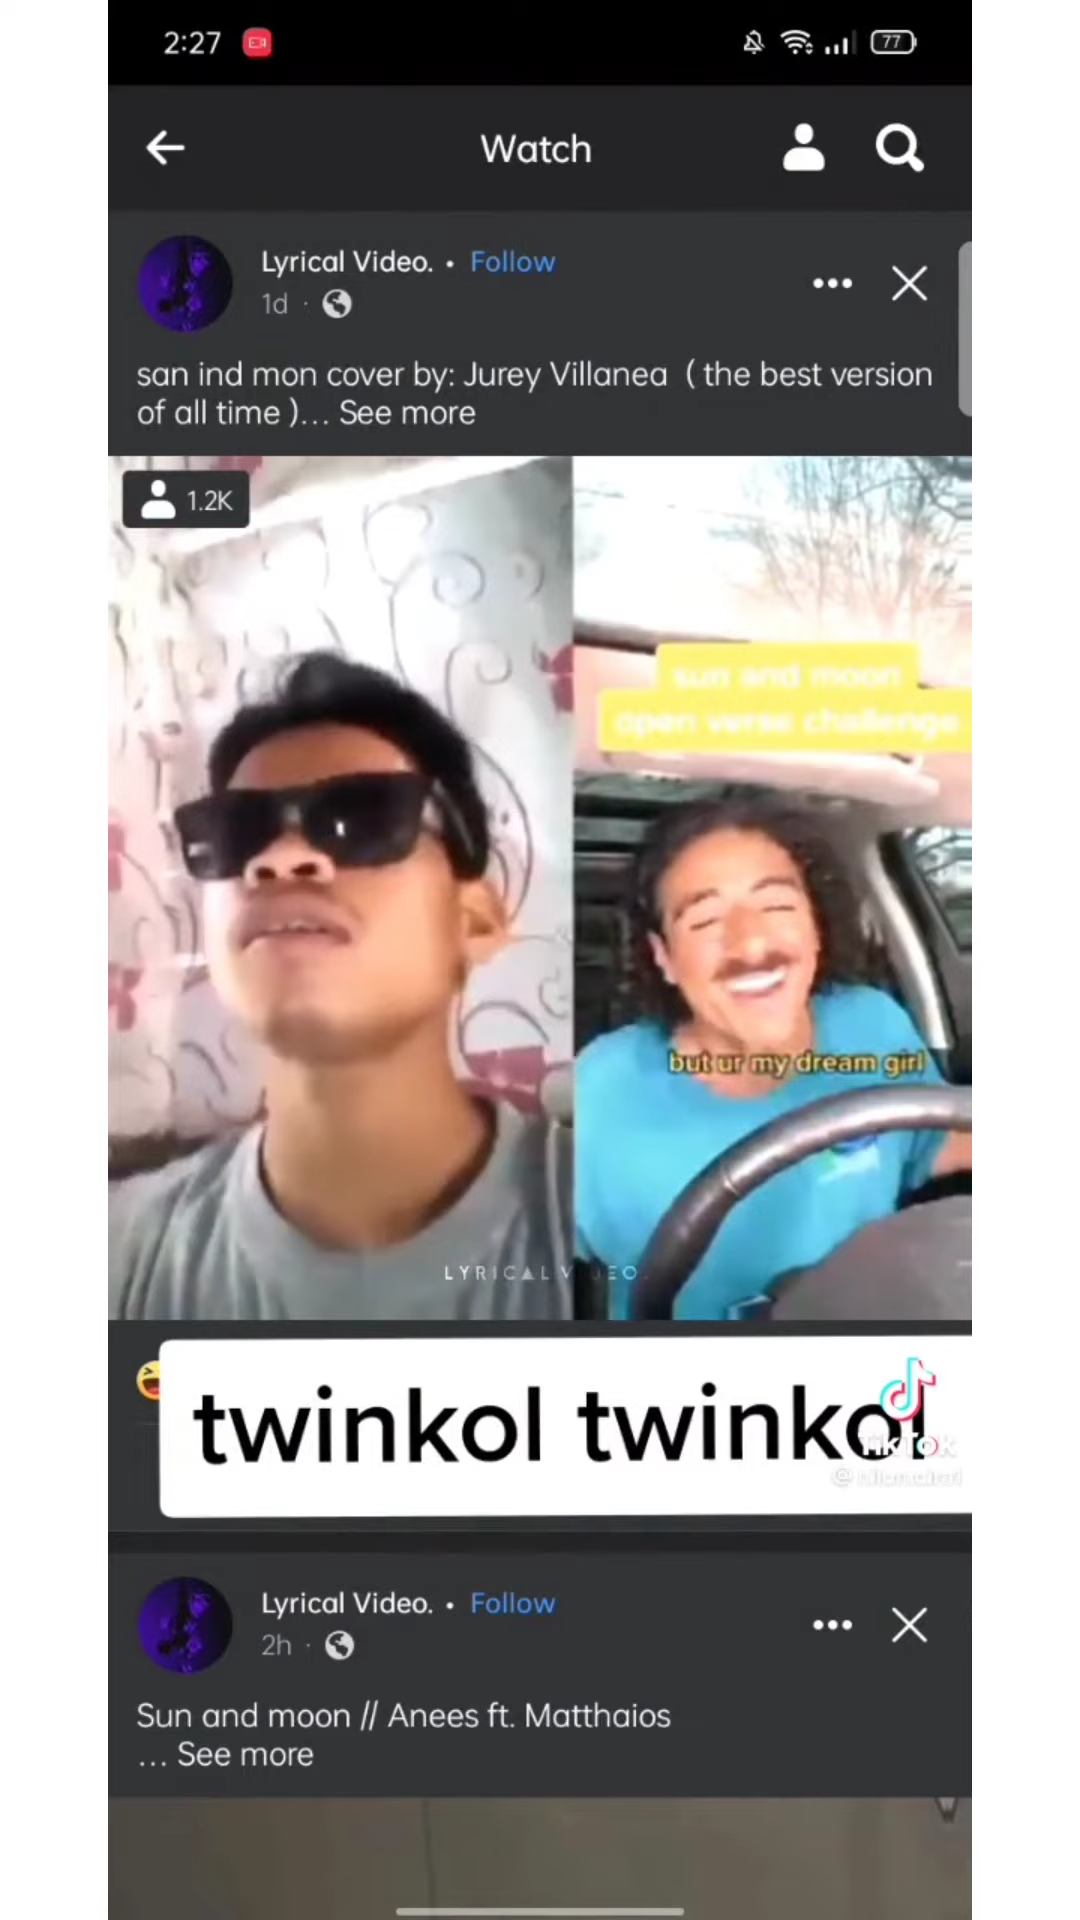 2:27
77
Watch
Lyrical Video. • Follow
1d ·
san ind mon cover by: Jurey Villanea ( the best version
of all time )... See more
1.2K
sun and moon
open verse challenge
but ur my dream girl
LYRICAL V
twinkol twinkol
TikTok
Lyrical Video. • Follow
2h ·
Sun and moon // Anees ft. Matthaios
... See more